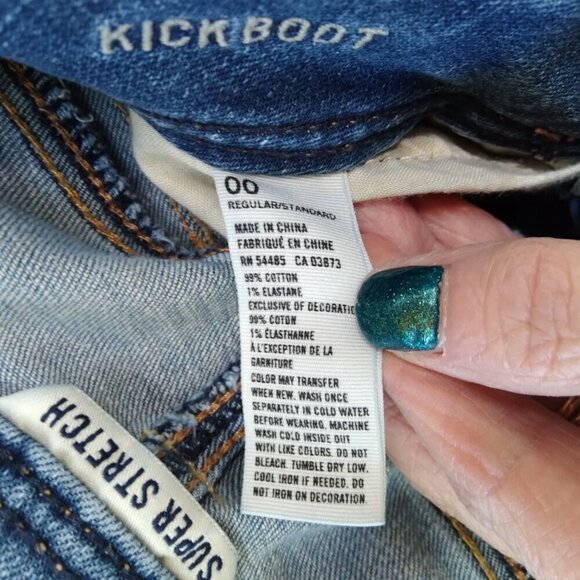 KICKBOOT
00
REGULAR/STANDARD
MADE IN CHINA
FABRIQUÉ EN CHINE
RN 54485 CA 03873
99% COTTON
1% ELASTANE
EXCLUSIVE OF DECORATIO
99% COTON
1% ÉLASTHANNE
À L'EXCEPTION DE LA
GARNITURE
COLOR MAY TRANSFER
WHEN NEW. WASH ONCE
SEPARATELY IN COLD WATER
BEFORE WEARING. MACHINE
WASH COLD INSIDE OUT
WITH LIKE COLORS. DO NOT
BLEACH. TUMBLE DRY LOW.
COOL IRON IF NEEDED. DO
NOT IRON ON DECORATION.
SUPER STRETCH